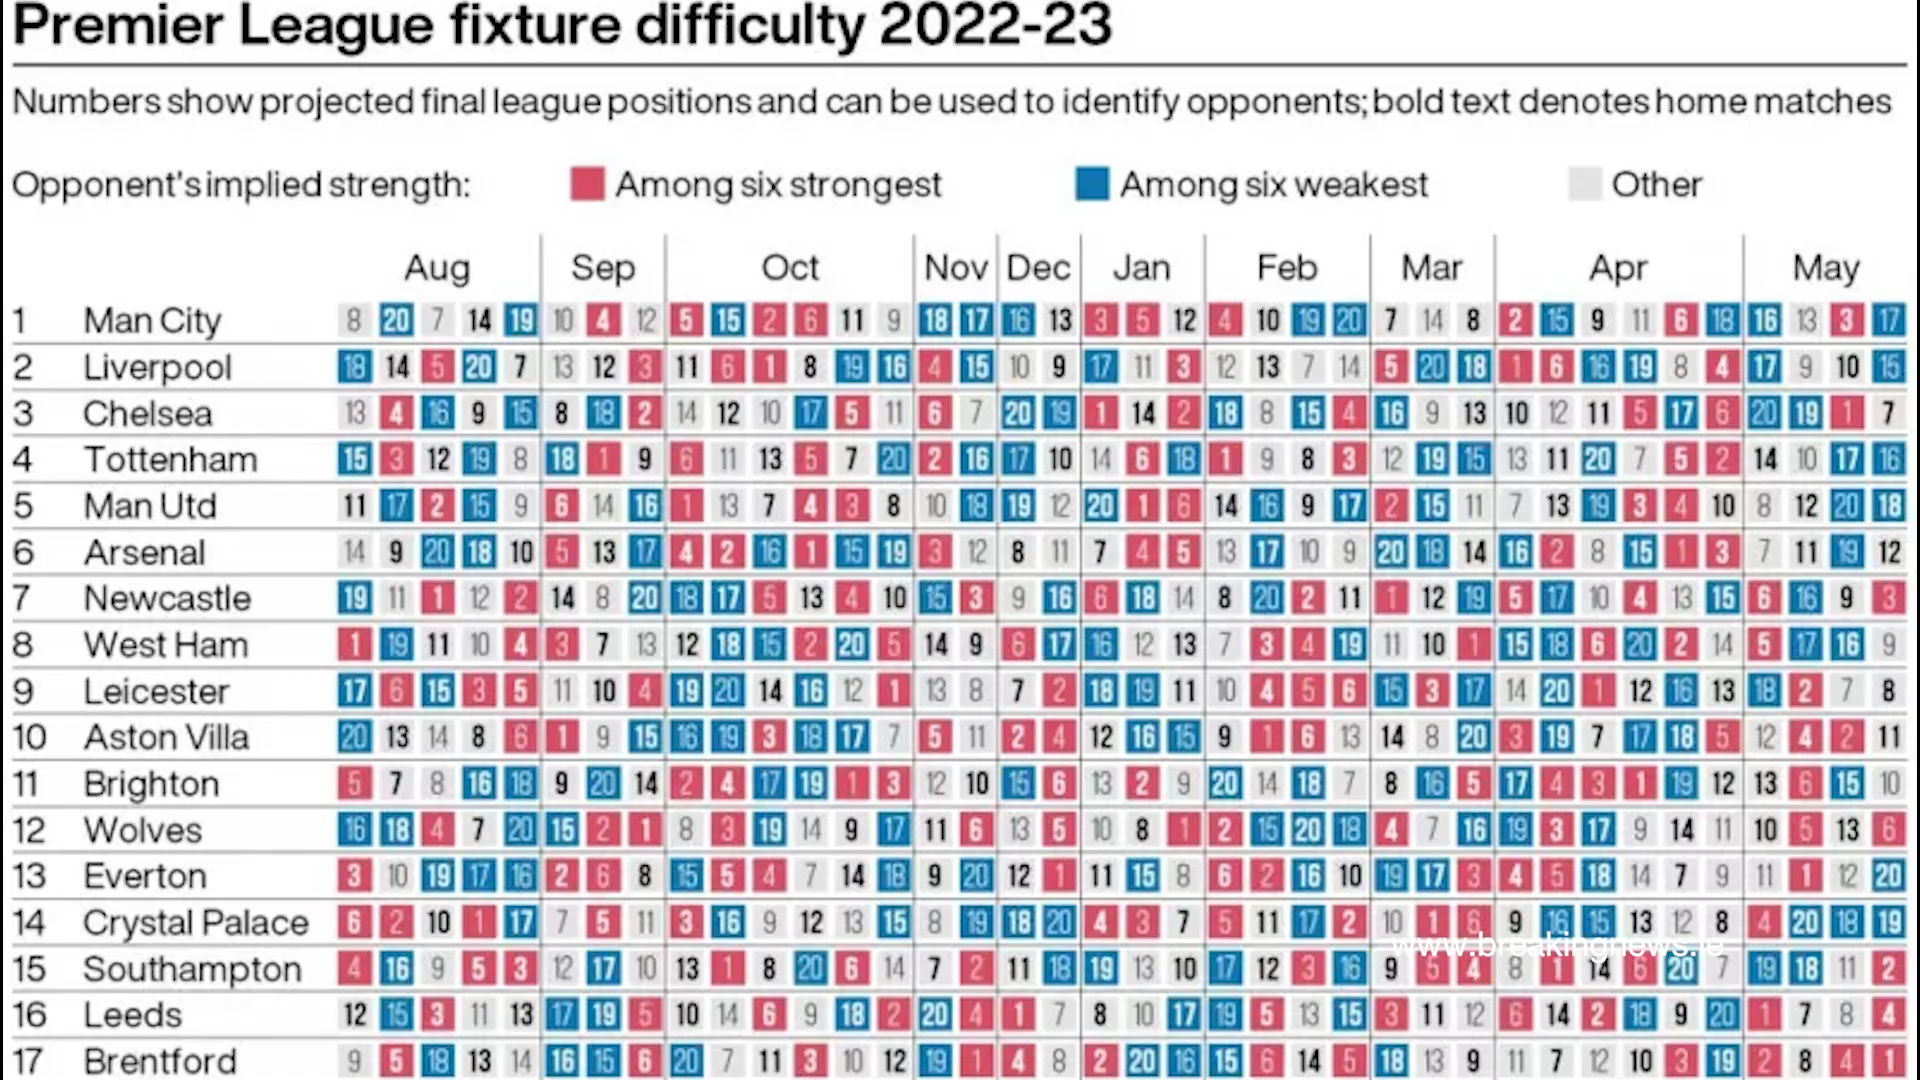 Premier League fixture difficulty 2022-23
Numbers show projected final league positions and can be used to identify opponents; bold text denotes home matches
Opponent's implied strength: Among six strongest Among six weakest Other
Aug Sep Oct Nov Dec Jan Feb Mar Apr May
1 Man City 8 20 7 14 19 10 4 12 5 15 2 6 11 9 18 17 16 13 3 5 12 4 10 19 20 7 14 8 2 15 9 11 6 18 16 13 3 17
2 Liverpool 18 14 5 20 7 13 12 3 11 6 1 8 19 16 4 15 10 9 17 11 3 12 13 7 14 5 20 18 1 6 16 19 8 4 17 9 10 15
3 Chelsea 13 4 16 9 15 8 18 2 14 12 10 17 5 11 6 7 20 19 1 14 2 18 8 15 4 16 9 13 10 12 11 5 17 6 20 19 1 7
4 Tottenham 15 3 12 19 8 18 1 9 6 11 13 5 7 20 2 16 17 10 14 6 18 1 9 8 3 12 19 15 13 11 20 7 5 2 14 10 17 16
5 Man Utd 11 17 2 15 9 6 14 16 1 13 7 4 3 8 10 18 19 12 20 1 6 14 16 9 17 2 15 11 7 13 19 3 4 10 8 12 20 18
6 Arsenal 14 9 20 18 10 5 13 17 4 2 16 1 15 19 3 12 8 11 7 4 5 13 17 10 9 20 18 14 16 2 8 15 1 3 7 11 19 12
7 Newcastle 19 11 1 12 2 14 8 20 18 17 5 13 4 10 15 3 9 16 6 18 14 8 20 2 11 1 12 19 5 17 10 4 13 15 6 16 9 3
8 West Ham 1 19 11 10 4 3 7 13 12 18 15 2 20 5 14 9 6 17 16 12 13 7 3 4 19 11 10 1 15 18 6 20 2 14 5 17 16 9
9 Leicester 17 6 15 3 5 11 10 4 19 20 14 16 12 1 13 8 7 2 18 19 11 10 4 5 6 15 3 17 14 20 1 12 16 13 18 2 7 8
10 Aston Villa 20 13 14 8 6 1 9 15 16 19 3 18 17 7 5 11 2 4 12 16 15 9 1 6 13 14 8 20 3 19 7 17 18 5 12 4 2 11
11 Brighton 5 7 8 16 18 9 20 14 2 4 17 19 1 3 12 10 15 6 13 2 9 20 14 18 7 8 16 5 17 4 3 1 19 12 13 6 15 10
12 Wolves 16 18 4 7 20 15 2 1 8 3 19 14 9 17 11 6 13 5 10 8 1 2 15 20 18 4 7 16 19 3 17 9 14 11 10 5 13 6
13 Everton 3 10 19 17 16 2 6 8 15 5 4 7 14 18 9 20 12 1 11 15 8 6 2 16 10 19 17 3 4 5 18 14 7 9 11 1 12 20
14 Crystal Palace 6 2 10 1 17 7 5 11 3 16 9 12 13 15 8 19 18 20 4 3 7 5 11 17 2 10 1 6 9 16 15 13 12 8 4 20 18 19
www.breakingnews.ie
15 Southampton 4 16 9 5 3 12 17 10 13 1 8 20 6 14 7 2 11 18 19 13 10 17 12 3 16 9 5 4 8 1 14 6 20 7 19 18 11 2
16 Leeds 12 15 3 11 13 17 19 5 10 14 6 9 18 2 20 4 1 7 8 10 17 19 5 13 15 3 11 12 6 14 2 18 9 20 1 7 8 4
17 Brentford 9 5 18 13 14 16 15 6 20 7 11 3 10 12 19 1 4 8 2 20 16 15 6 14 5 18 13 9 11 7 12 10 3 19 2 8 4 1